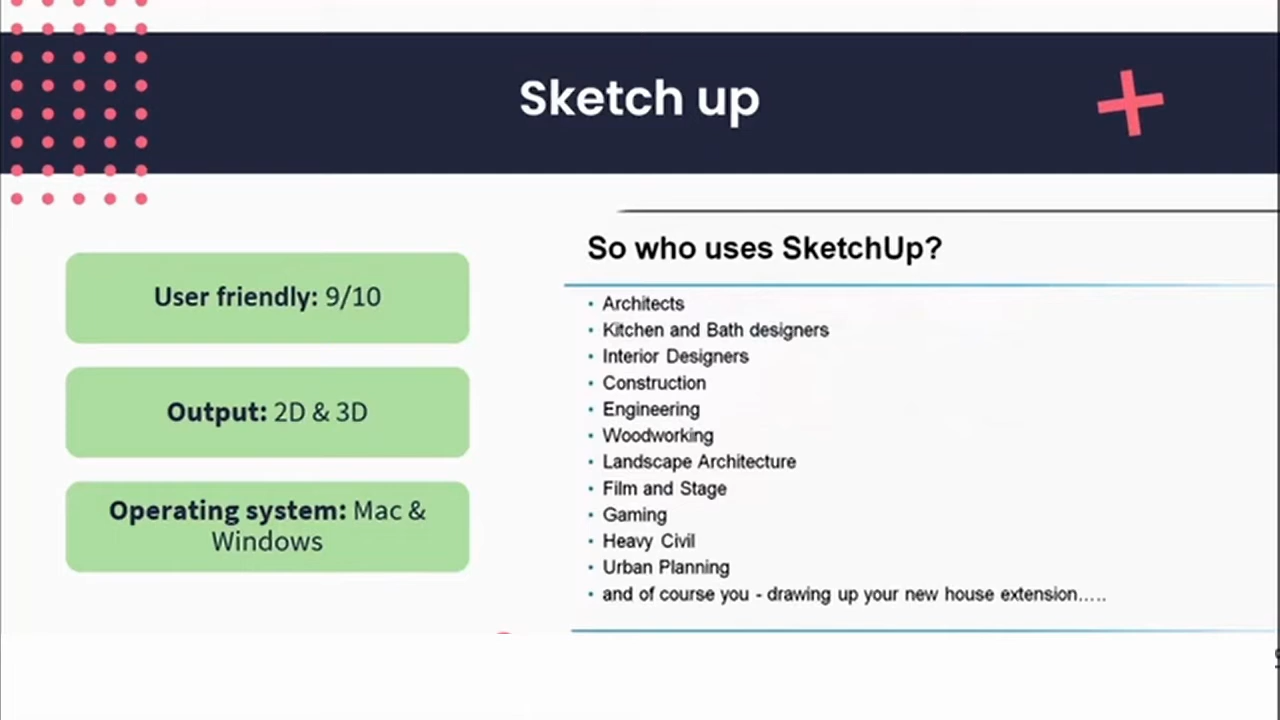 Sketch up
User friendly: 9/10
Output: 2D & 3D
Operating system: Mac &
Windows
So who uses SketchUp?
• Architects
• Kitchen and Bath designers
• Interior Designers
• Construction
• Engineering
• Woodworking
• Landscape Architecture
• Film and Stage
• Gaming
• Heavy Civil
• Urban Planning
• and of course you - drawing up your new house extension.....